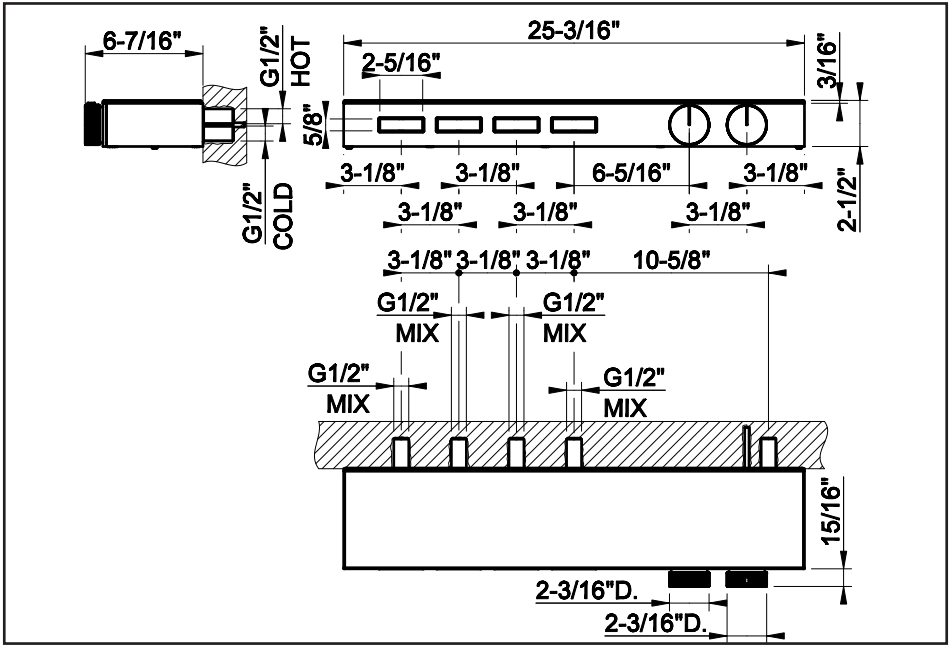 6-7/16"
G1/2"
HOT
25-3/16"
3/16"
2-5/16"
5/8"
G1/2"
COLD
3-1/8"
3-1/8"
6-5/16"
3-1/8"
2-1/2"
3-1/8"
3-1/8"
3-1/8"
3-1/8"
3-1/8"
3-1/8"
10-5/8"
G1/2"
MIX
G1/2"
MIX
G1/2"
MIX
G1/2"
MIX
15/16"
2-3/16"D.
2-3/16"D.